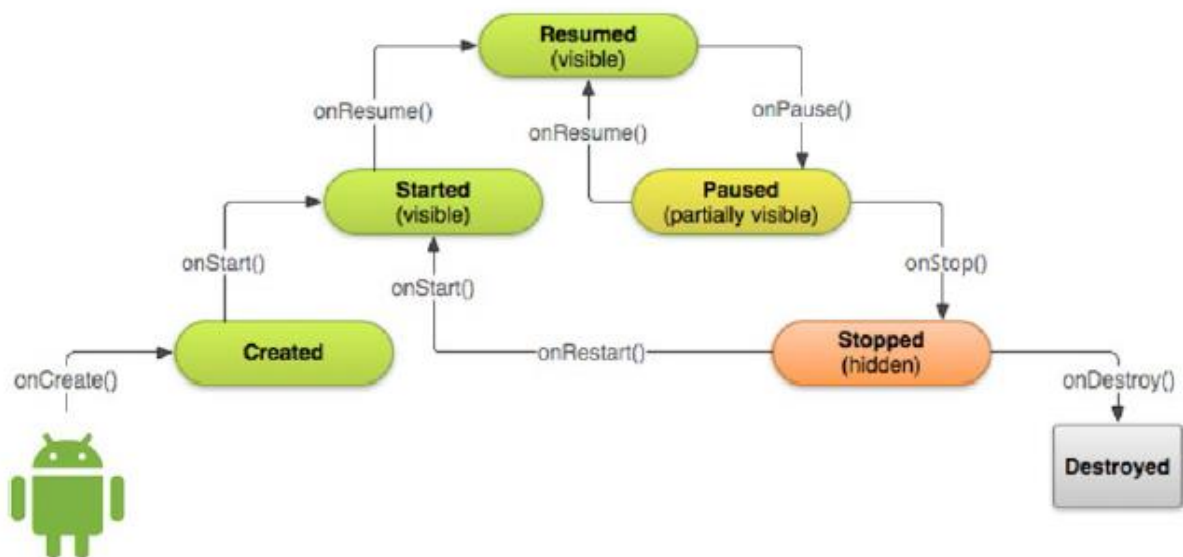 Resumed
(visible)
onResume()
onResume()
onPause()
Started
(visible)
Paused
(partially visible)
onStart()
onStart()
onStop()
Created
onRestart()
Stopped
(hidden)
onCreate()
onDestroy()
Destroyed